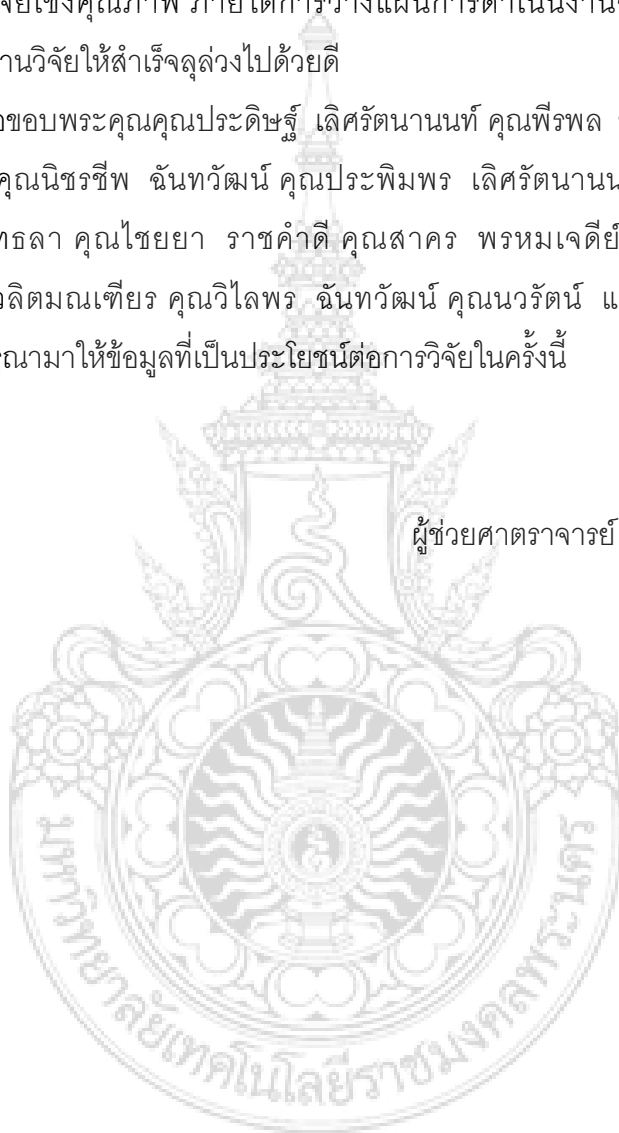 จัยเชิงคุณภาพ ภายใต้การวางแผนการดำเนินงาน
านวิจัยให้สำเร็จลุล่วงไปด้วยดี
อขอบพระคุณคุณประดิษฐ์ เลิศรัตนานนท์ คุณพีรพล
คุณนิชรชีพ ฉันทวัฒน์ คุณประพิมพร เลิศรัตนานน
ทธลา คุณไชยยา ราชคำดี คุณสาคร พรหมเจดีย์
วลิตมณเฑียร คุณวิไลพร ฉันทวัฒน์ คุณนวรัตน์ แ
รณามาให้ข้อมูลที่เป็นประโยชน์ต่อการวิจัยในครั้งนี้
ผู้ช่วยศาตราจารย์
มหาวิทยาลัยเทคโนโลยีราชมงคลพระนคร